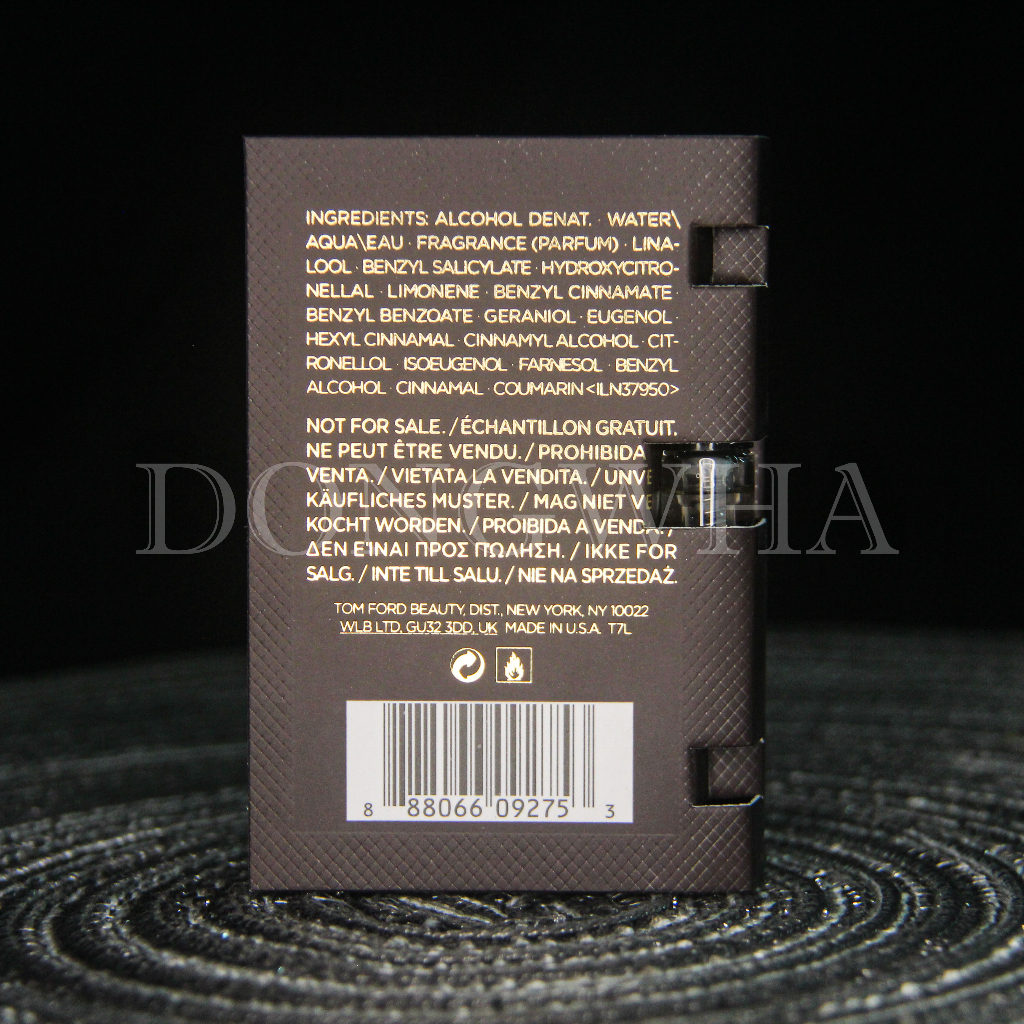 INGREDIENTS: ALCOHOL DENAT. · WATER\
AQUA\EAU · FRAGRANCE (PARFUM) · LINA-
LOOL · BENZYL SALICYLATE · HYDROXYCITRO-
NELLAL · LIMONENE · BENZYL CINNAMATE ·
BENZYL BENZOATE · GERANIOL · EUGENOL ·
HEXYL CINNAMAL · CINNAMYL ALCOHOL · CIT-
RONELLOL · ISOEUGENOL · FARNESOL · BENZYL
ALCOHOL · CINNAMAL · COUMARIN <ILN37950>
NOT FOR SALE. / ÉCHANTILLON GRATUIT.
NE PEUT ÊTRE VENDU. / PROHIBIDA
VENTA. / VIETATA LA VENDITA. /
KÄUFLICHES MUSTER. / MAG NIET
KOCHT WORDEN. / PROIBIDA A VENDA. /
ΔEN E'INAI ΠΡΟΣ ΠΩΛΗΣΗ. / IKKE FOR
SALG. / INTE TILL SALU. / NIE NA SPRZEDAŻ.
DONGWHA
TOM FORD BEAUTY, DIST., NEW YORK, NY 10022
WLB LTD, GU32 3DD, UK MADE IN U.S.A. T7L
8 88066 09275 3